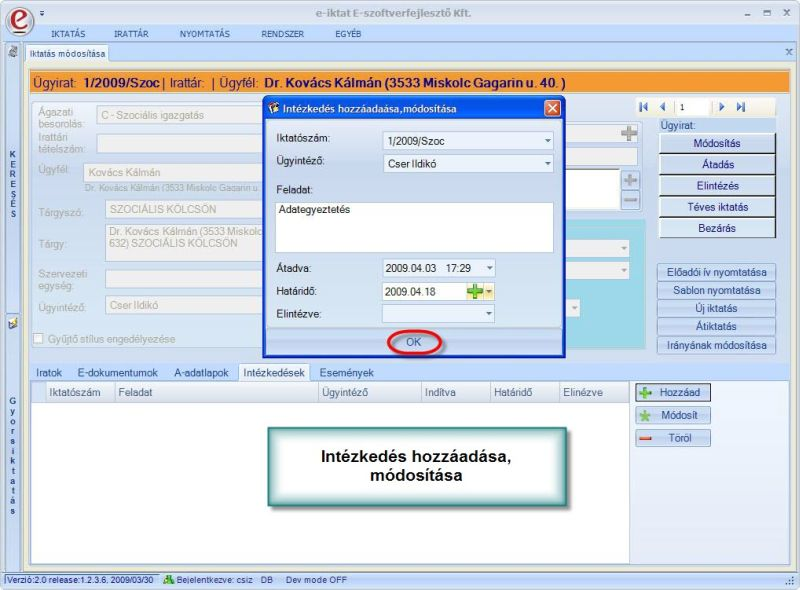 e-iktat E-szoftverfejlesztő Kft.
IKTATÁS IRATTÁR NYOMTATÁS RENDSZER EGYÉB
Iktatás módosítása
Ügyirat: 1/2009/Szoc | Irattár: | Ügyfél: Dr. Kovács Kálmán (3533 Miskolc Gagarin u. 40. )
KERESÉS
Gyorsiktatás
Ágazati besorolás: C - Szociális igazgatás
Irattári tételszám:
Ügyfél: Kovács Kálmán
Dr. Kovács Kálmán (3533 Miskolc Gagarin u.
Tárgyszó: SZOCIÁLIS KÖLCSÖN
Tárgy: Dr. Kovács Kálmán (3533 Miskolc
632) SZOCIÁLIS KÖLCSÖN
Szervezeti egység:
Ügyintéző: Cser Ildikó
Gyűjtő stílus engedélyezése
Intézkedés hozzáadaása,módosítása
Iktatószám: 1/2009/Szoc
Ügyintéző: Cser Ildikó
Feladat:
Adategyeztetés
Átadva: 2009.04.03 17:29
Határidő: 2009.04.18
Elintézve:
OK
1
Ügyirat:
Módosítás
Átadás
Elintézés
Téves iktatás
Bezárás
Előadói ív nyomtatása
Sablon nyomtatása
Új iktatás
Átiktatás
Irányának módosítása
Iratok E-dokumentumok A-adatlapok Intézkedések Események
Iktatószám Feladat Ügyintéző Indítva Határidő Elinézve
Hozzáad
Módosít
Töröl
Intézkedés hozzáadása,
módosítása
Verzió:2.0 release:1.2.3.6. 2009/03/30 Bejelentkezve: csiz DB Dev mode OFF